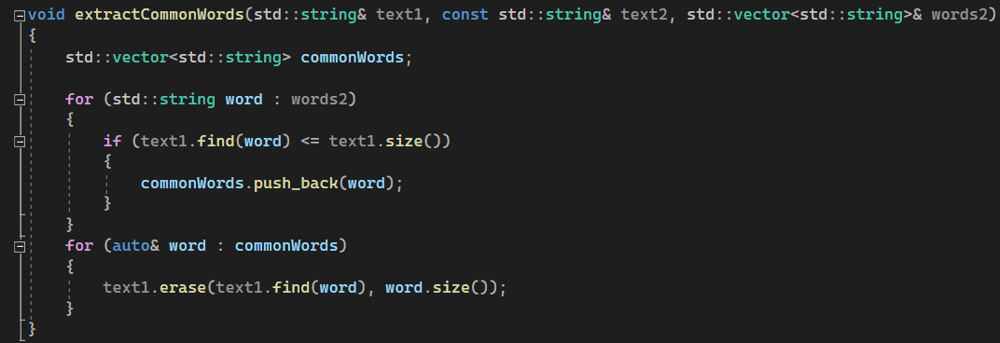 void extractCommonWords(std::string& text1, const std::string& text2, std::vector<std::string>& words2)
{
    std::vector<std::string> commonWords;

    for (std::string word : words2)
    {
        if (text1.find(word) <= text1.size())
        {
            commonWords.push_back(word);
        }
    }
    for (auto& word : commonWords)
    {
        text1.erase(text1.find(word), word.size());
    }
}